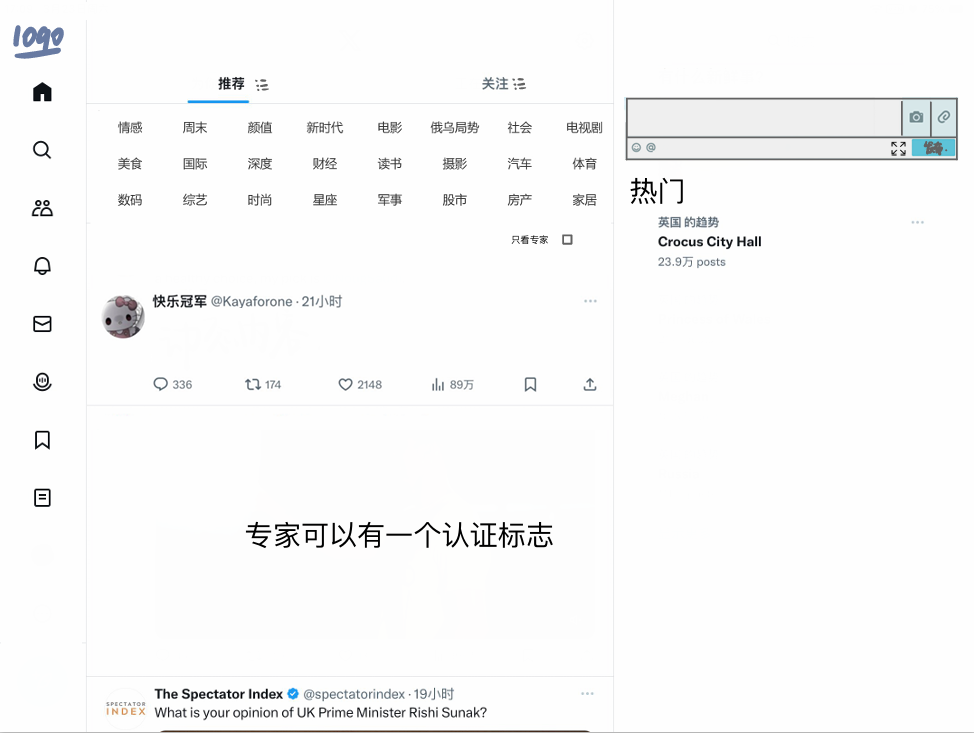 logo
推荐
关注
情感 周末 颜值 新时代 电影 俄乌局势 社会 电视剧
美食 国际 深度 财经 读书 摄影 汽车 体育
数码 综艺 时尚 星座 军事 股市 房产 家居
只看专家
快乐冠军 @Kayaforone · 21小时
336 174 2148 89万
专家可以有一个认证标志
SPECTATOR
INDEX
The Spectator Index @spectatorindex · 19小时
What is your opinion of UK Prime Minister Rishi Sunak?
@
热门
英国 的趋势
Crocus City Hall
23.9万 posts